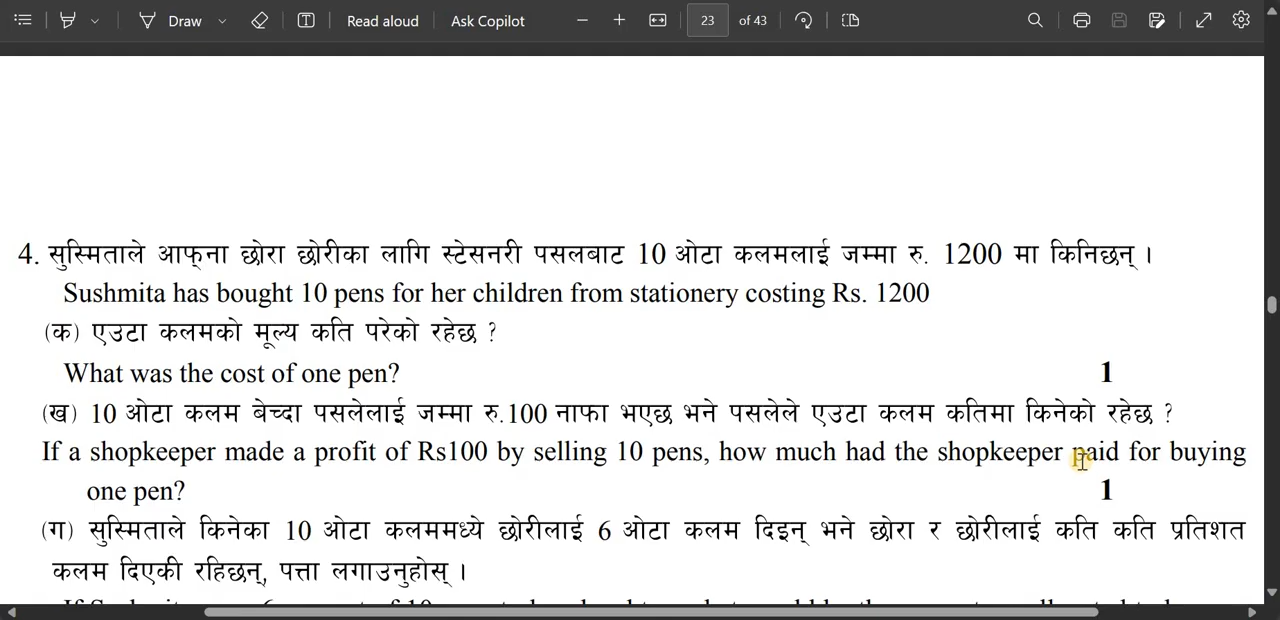 Draw
Read aloud
Ask Copilot
23 of 43
4. सुस्मिताले आफ्ना छोरा छोरीका लागि स्टेसनरी पसलबाट 10 ओटा कलमलाई जम्मा रु. 1200 मा किनिछन् ।
Sushmita has bought 10 pens for her children from stationery costing Rs. 1200
(क) एउटा कलमको मूल्य कति परेको रहेछ ?
What was the cost of one pen? 1
(ख) 10 ओटा कलम बेच्दा पसलेलाई जम्मा रु.100 नाफा भएछ भने पसलेले एउटा कलम कतिमा किनेको रहेछ ?
If a shopkeeper made a profit of Rs100 by selling 10 pens, how much had the shopkeeper paid for buying
one pen? 1
(ग) सुस्मिताले किनेका 10 ओटा कलममध्ये छोरीलाई 6 ओटा कलम दिइन् भने छोरा र छोरीलाई कति कति प्रतिशत
कलम दिएकी रहिछन्, पत्ता लगाउनुहोस् ।